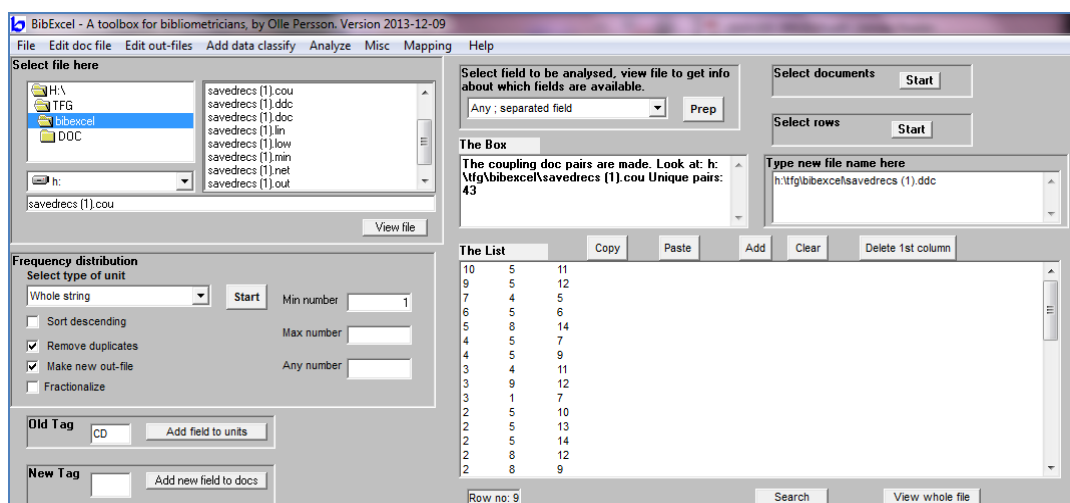 BibExcel - A toolbox for bibliometricians, by Olle Persson. Version 2013-12-09
File Edit doc file Edit out-files Add data classify Analyze Misc Mapping Help
Select file here
H:\
TFG
bibexcel
DOC
h:
savedrecs (1).cou
savedrecs (1).ddc
savedrecs (1).doc
savedrecs (1).lin
savedrecs (1).low
savedrecs (1).min
savedrecs (1).net
savedrecs (1).out
savedrecs (1).cou
View file
Select field to be analysed, view file to get info
about which fields are available.
Any ; separated field
Prep
Select documents
Start
Select rows
Start
The Box
The coupling doc pairs are made. Look at: h:
\tfg\bibexcel\savedrecs (1).cou Unique pairs:
43
Type new file name here
h:\tfg\bibexcel\savedrecs (1).ddc
Frequency distribution
Select type of unit
Whole string
Start
Sort descending
Remove duplicates
Make new out-file
Fractionalize
Min number 1
Max number
Any number
Old Tag CD Add field to units
New Tag Add new field to docs
The List Copy Paste Add Clear Delete 1st column
10 5 11
9 5 12
7 4 5
6 5 6
5 8 14
4 5 7
4 5 9
3 4 11
3 9 12
3 1 7
2 5 10
2 5 13
2 5 14
2 8 12
2 8 9
Row no: 9
Search
View whole file